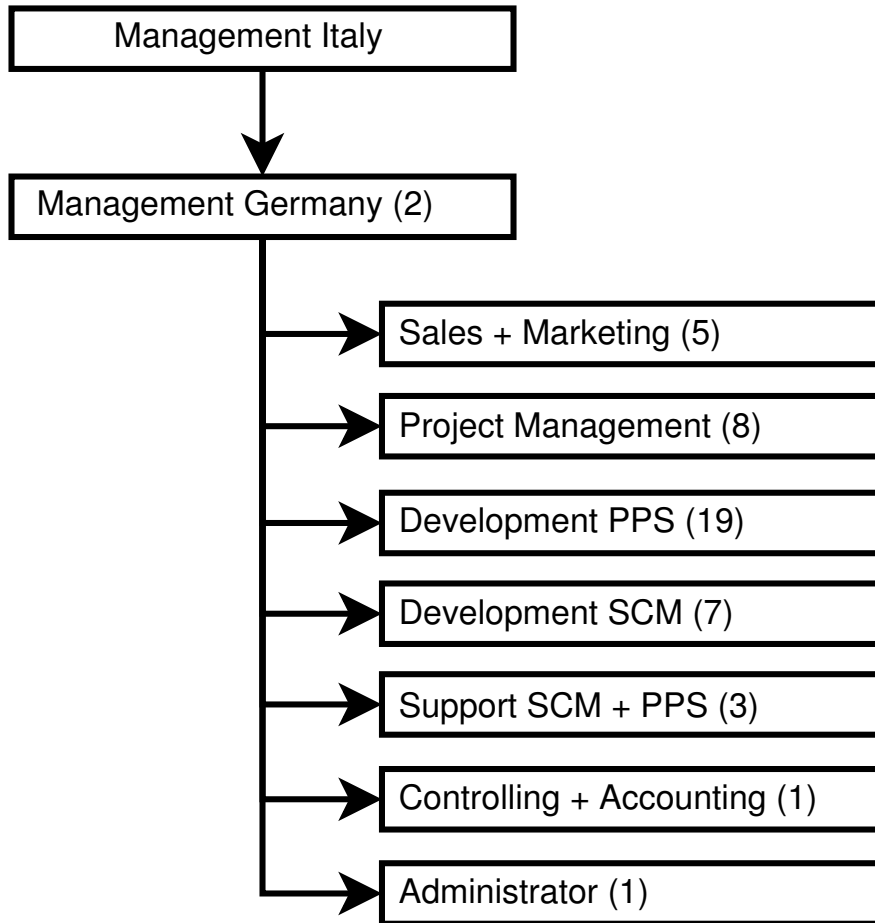 Management Italy
Management Germany (2)
Sales + Marketing (5)
Project Management (8)
Development PPS (19)
Development SCM (7)
Support SCM + PPS (3)
Controlling + Accounting (1)
Administrator (1)